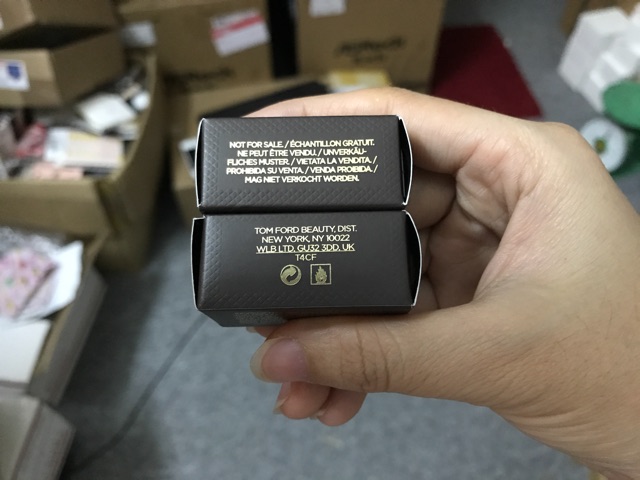 NOT FOR SALE. / ÉCHANTILLON GRATUIT.
NE PEUT ÊTRE VENDU. / UNVERKÄU-
FLICHES MUSTER. / VIETATA LA VENDITA. /
PROHIBIDA SU VENTA. / VENDA PROIBIDA. /
MAG NIET VERKOCHT WORDEN.
TOM FORD BEAUTY, DIST.
NEW YORK, NY 10022
WLB LTD, GU32 3DD, UK
T4CF